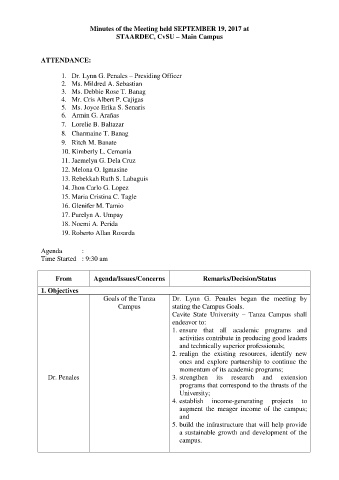 Minutes of the Meeting held SEPTEMBER 19, 2017 at
STAARDEC, CvSU – Main Campus
ATTENDANCE:
1. Dr. Lynn G. Penales – Presiding Officer
2. Ms. Mildred A. Sebastian
3. Ms. Debbie Rose T. Banag
4. Mr. Cris Albert P. Cajigas
5. Ms. Joyce Erika S. Senaris
6. Armin G. Arañas
7. Lorelie B. Baltazar
8. Charmaine T. Banag
9. Ritch M. Banate
10. Kimberly L. Cemania
11. Jaemelyn G. Dela Cruz
12. Melona O. Igmasine
13. Rebekkah Ruth S. Labaguis
14. Jhon Carlo G. Lopez
15. Maria Cristina C. Tagle
16. Glenifer M. Tamio
17. Purelyn A. Umpay
18. Noemi A. Perida
19. Roberto Allan Rosarda
Agenda :
Time Started : 9:30 am
From Agenda/Issues/Concerns Remarks/Decision/Status
1. Objectives
Dr. Penales
Goals of the Tanza
Campus
Dr. Lynn G. Penales began the meeting by
stating the Campus Goals.
Cavite State University – Tanza Campus shall
endeavor to:
1. ensure that all academic programs and
activities contribute in producing good leaders
and technically superior professionals;
2. realign the existing resources, identify new
ones and explore partnership to continue the
momentum of its academic programs;
3. strengthen its research and extension
programs that correspond to the thrusts of the
University;
4. establish income-generating projects to
augment the meager income of the campus;
and
5. build the infrastructure that will help provide
a sustainable growth and development of the
campus.